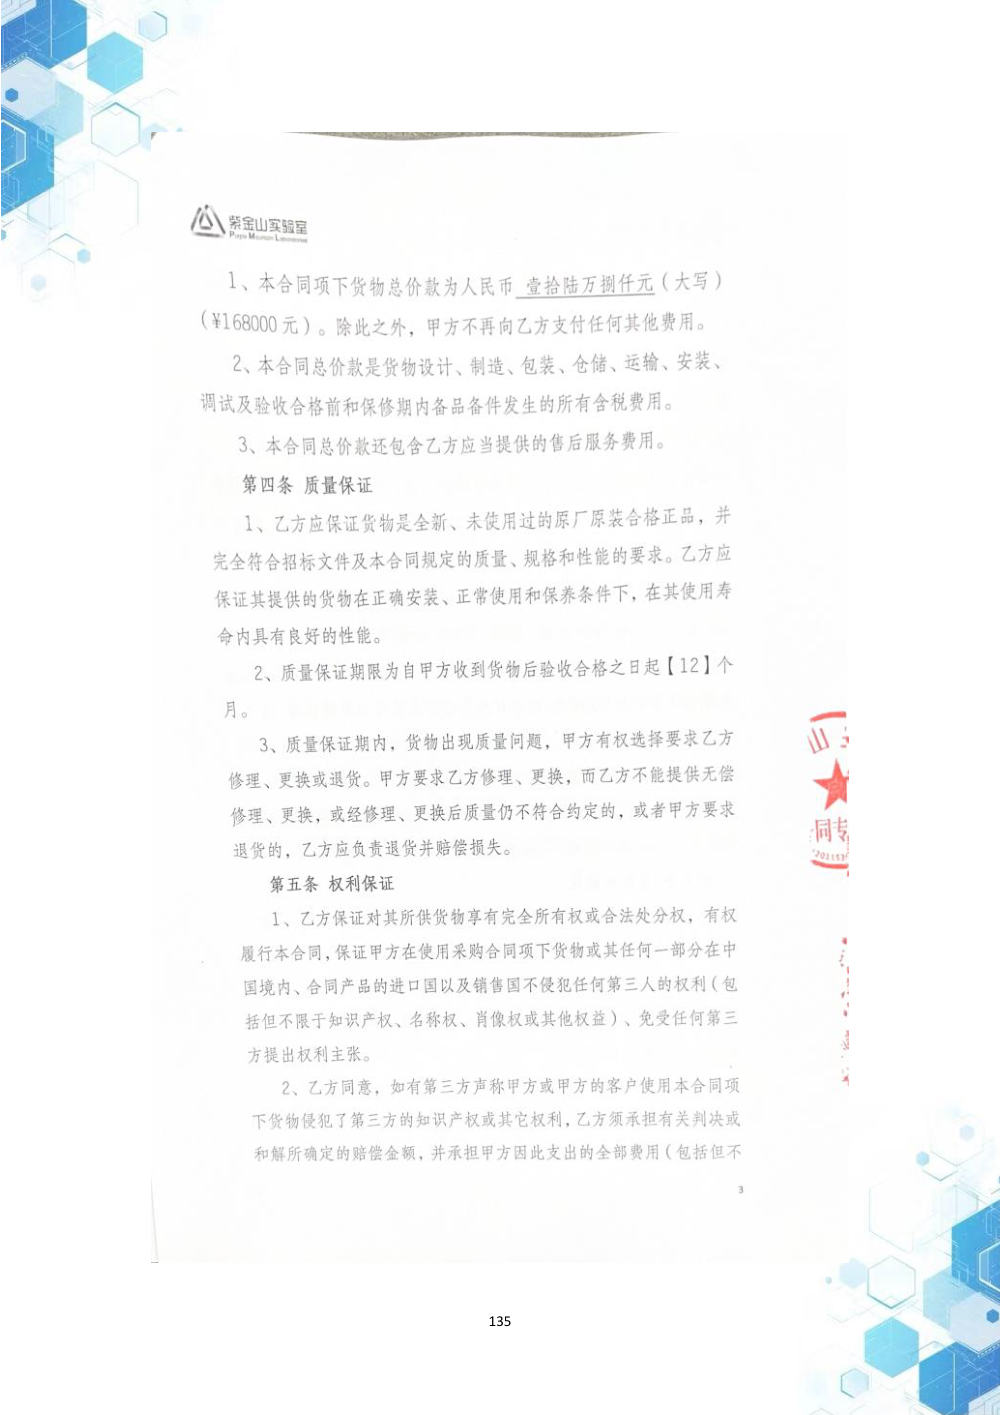 紫金山实验室
Purple Mountain Laboratories
1、本合同项下货物总价款为人民币 壹拾陆万捌仟元（大写）
（¥168000元）。除此之外，甲方不再向乙方支付任何其他费用。
2、本合同总价款是货物设计、制造、包装、仓储、运输、安装、
调试及验收合格前和保修期内备品备件发生的所有含税费用。
3、本合同总价款还包含乙方应当提供的售后服务费用。
第四条 质量保证
1、乙方应保证货物是全新、未使用过的原厂原装合格正品，并
完全符合招标文件及本合同规定的质量、规格和性能的要求。乙方应
保证其提供的货物在正确安装、正常使用和保养条件下，在其使用寿
命内具有良好的性能。
2、质量保证期限为自甲方收到货物后验收合格之日起【12】个
月。
3、质量保证期内，货物出现质量问题，甲方有权选择要求乙方
修理、更换或退货。甲方要求乙方修理、更换，而乙方不能提供无偿
修理、更换，或经修理、更换后质量仍不符合约定的，或者甲方要求
退货的，乙方应负责退货并赔偿损失。
第五条 权利保证
1、乙方保证对其所供货物享有完全所有权或合法处分权，有权
履行本合同，保证甲方在使用采购合同项下货物或其任何一部分在中
国境内、合同产品的进口国以及销售国不侵犯任何第三人的权利（包
括但不限于知识产权、名称权、肖像权或其他权益）、免受任何第三
方提出权利主张。
2、乙方同意，如有第三方声称甲方或甲方的客户使用本合同项
下货物侵犯了第三方的知识产权或其它权利，乙方须承担有关判决或
和解所确定的赔偿金额，并承担甲方因此支出的全部费用（包括但不
3
山
同专
135